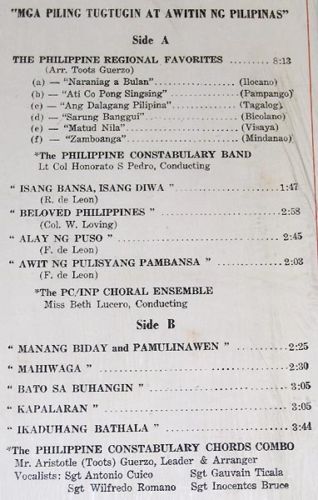 "MGA PILING TUGTUGIN AT AWITIN NG PILIPINAS"
Side A
THE PHILIPPINE REGIONAL FAVORITES .......... 8:13
(Arr. Toots Guerzo)
(a) — "Naraniag a Bulan" .......... (Ilocano)
(b) — "Ati Co Pong Singsing" .......... (Pampango)
(c) — "Ang Dalagang Pilipina" .......... (Tagalog)
(d) — "Sarung Banggui" .......... (Bicolano)
(e) — "Matud Nila" .......... (Visaya)
(f) — "Zamboanga" .......... (Mindanao)
*The PHILIPPINE CONSTABULARY BAND
Lt Col Honorato S Pedro, Conducting
" ISANG BANSA, ISANG DIWA " .......... 1:47
(R. de Leon)
" BELOVED PHILIPPINES " .......... 2:58
(Col. W. Loving)
" ALAY NG PUSO " .......... 2:45
(F. de Leon)
" AWIT NG PULISYANG PAMBANSA " .......... 2:03
(F. de Leon)
*The PC/INP CHORAL ENSEMBLE
Miss Beth Lucero, Conducting
Side B
" MANANG BIDAY and PAMULINAWEN " .......... 2:25
" MAHIWAGA " .......... 2:30
" BATO SA BUHANGIN " .......... 3:05
" KAPALARAN " .......... 3:05
" IKADUHANG BATHALA " .......... 3:44
*The PHILIPPINE CONSTABULARY CHORDS COMBO
Mr. Aristotle (Toots) Guerzo, Leader & Arranger
Vocalists: Sgt Antonio Cuico Sgt Gauvain Ticala
Sgt Wilfredo Romano Sgt Inocentos Bruce